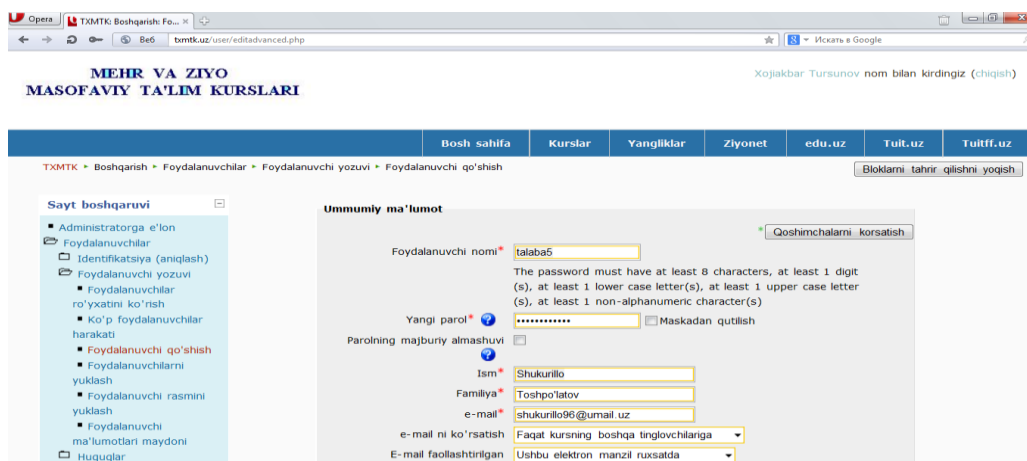 Opera TXMTK: Boshqarish: Fo...
Веб txmtk.uz/user/editadvanced.php Искать в Google
MEHR VA ZIYO
MASOFAVIY TA'LIM KURSLARI
Xojiakbar Tursunov nom bilan kirdingiz (chiqish)
Bosh sahifa Kurslar Yangliklar Ziyonet edu.uz Tuit.uz Tuitff.uz
TXMTK ► Boshqarish ► Foydalanuvchilar ► Foydalanuvchi yozuvi ► Foydalanuvchi qo'shish
Bloklarni tahrir qilishni yoqish
Sayt boshqaruvi
Administratorga e'lon
Foydalanuvchilar
Identifikatsiya (aniqlash)
Foydalanuvchi yozuvi
Foydalanuvchilar
ro'yxatini ko'rish
Ko'p foydalanuvchilar
harakati
Foydalanuvchi qo'shish
Foydalanuvchilarni
yuklash
Foydalanuvchi rasmini
yuklash
Foydalanuvchi
ma'lumotlari maydoni
Huquqlar
Ummumiy ma'lumot
* Qoshimchalarni korsatish
Foydalanuvchi nomi* talaba5
The password must have at least 8 characters, at least 1 digit
(s), at least 1 lower case letter(s), at least 1 upper case letter
(s), at least 1 non-alphanumeric character(s)
Yangi parol* •••••••••••• Maskadan qutilish
Parolning majburiy almashuvi
Ism* Shukurillo
Familiya* Toshpo'latov
e-mail* shukurillo96@umail.uz
e-mail ni ko'rsatish Faqat kursning boshqa tinglovchilariga
E-mail faollashtirilgan Ushbu elektron manzil ruxsatda